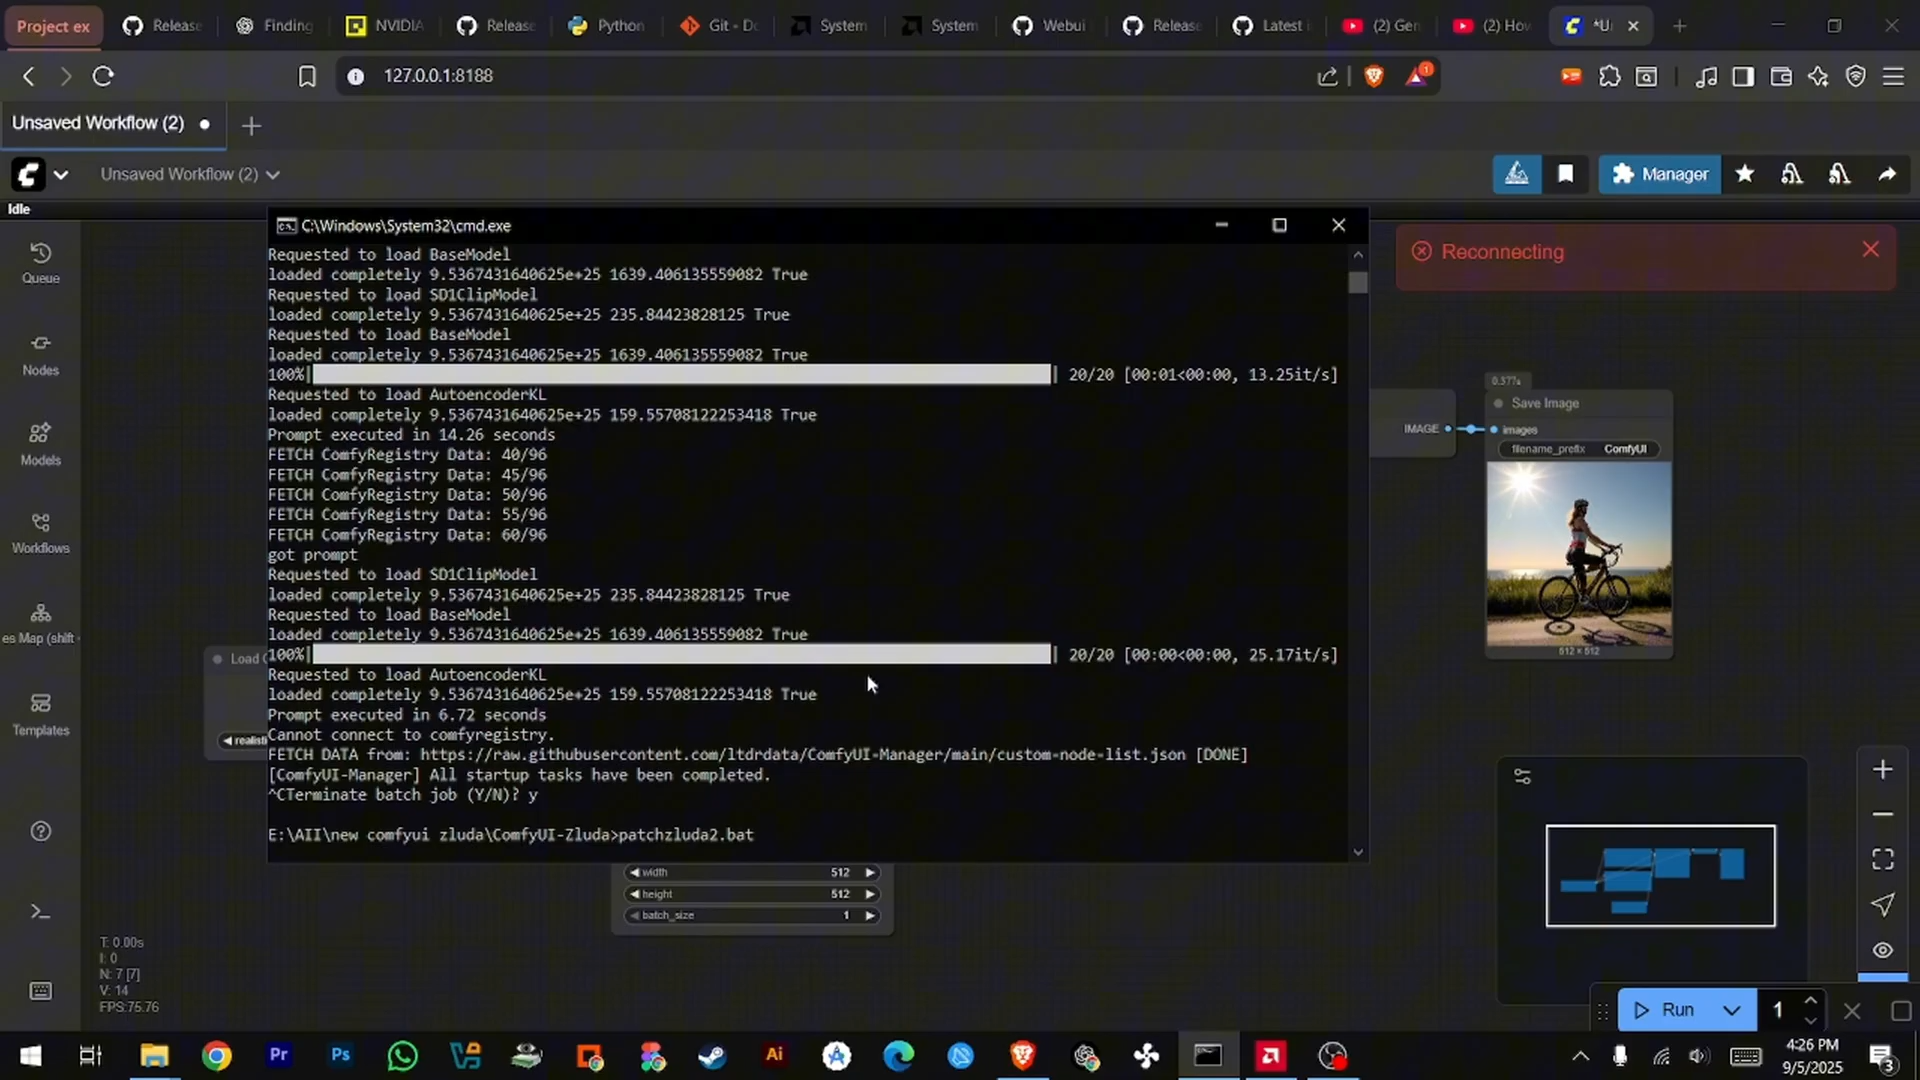 Project ex
Release
Finding
NVIDIA
Release
Python
Git - Do
System
System
Webui
Release
Latest
(2) Gen
(2) How
*U
127.0.0.1:8188
1
Unsaved Workflow (2)
Unsaved Workflow (2)
Manager
Idle
C:\Windows\System32\cmd.exe
Requested to load BaseModel
loaded completely 9.5367431640625e+25 1639.406135559082 True
Requested to load SD1ClipModel
loaded completely 9.5367431640625e+25 235.84423828125 True
Requested to load BaseModel
loaded completely 9.5367431640625e+25 1639.406135559082 True
100%| | 20/20 [00:01<00:00, 13.25it/s]
Requested to load AutoencoderKL
loaded completely 9.5367431640625e+25 159.55708122253418 True
Prompt executed in 14.26 seconds
FETCH ComfyRegistry Data: 40/96
FETCH ComfyRegistry Data: 45/96
FETCH ComfyRegistry Data: 50/96
FETCH ComfyRegistry Data: 55/96
FETCH ComfyRegistry Data: 60/96
got prompt
Requested to load SD1ClipModel
loaded completely 9.5367431640625e+25 235.84423828125 True
Requested to load BaseModel
loaded completely 9.5367431640625e+25 1639.406135559082 True
100%| | 20/20 [00:00<00:00, 25.17it/s]
Requested to load AutoencoderKL
loaded completely 9.5367431640625e+25 159.55708122253418 True
Prompt executed in 6.72 seconds
Cannot connect to comfyregistry.
FETCH DATA from: https://raw.githubusercontent.com/ltdrdata/ComfyUI-Manager/main/custom-node-list.json [DONE]
[ComfyUI-Manager] All startup tasks have been completed.
^CTerminate batch job (Y/N)? y
E:\AII\new comfyui zluda\ComfyUI-Zluda>patchzluda2.bat
Reconnecting
Queue
Nodes
Models
Workflows
es Map (shift
Templates
Load C
realisti
0.377s
Save Image
IMAGE
images
filename_prefix ComfyUI
512 × 512
width 512
height 512
batch_size 1
T: 0.00s
I: 0
N: 7 [7]
V: 14
FPS:75.76
Run
1
Pr
Ps
Ai
4:26 PM
9/5/2025
3